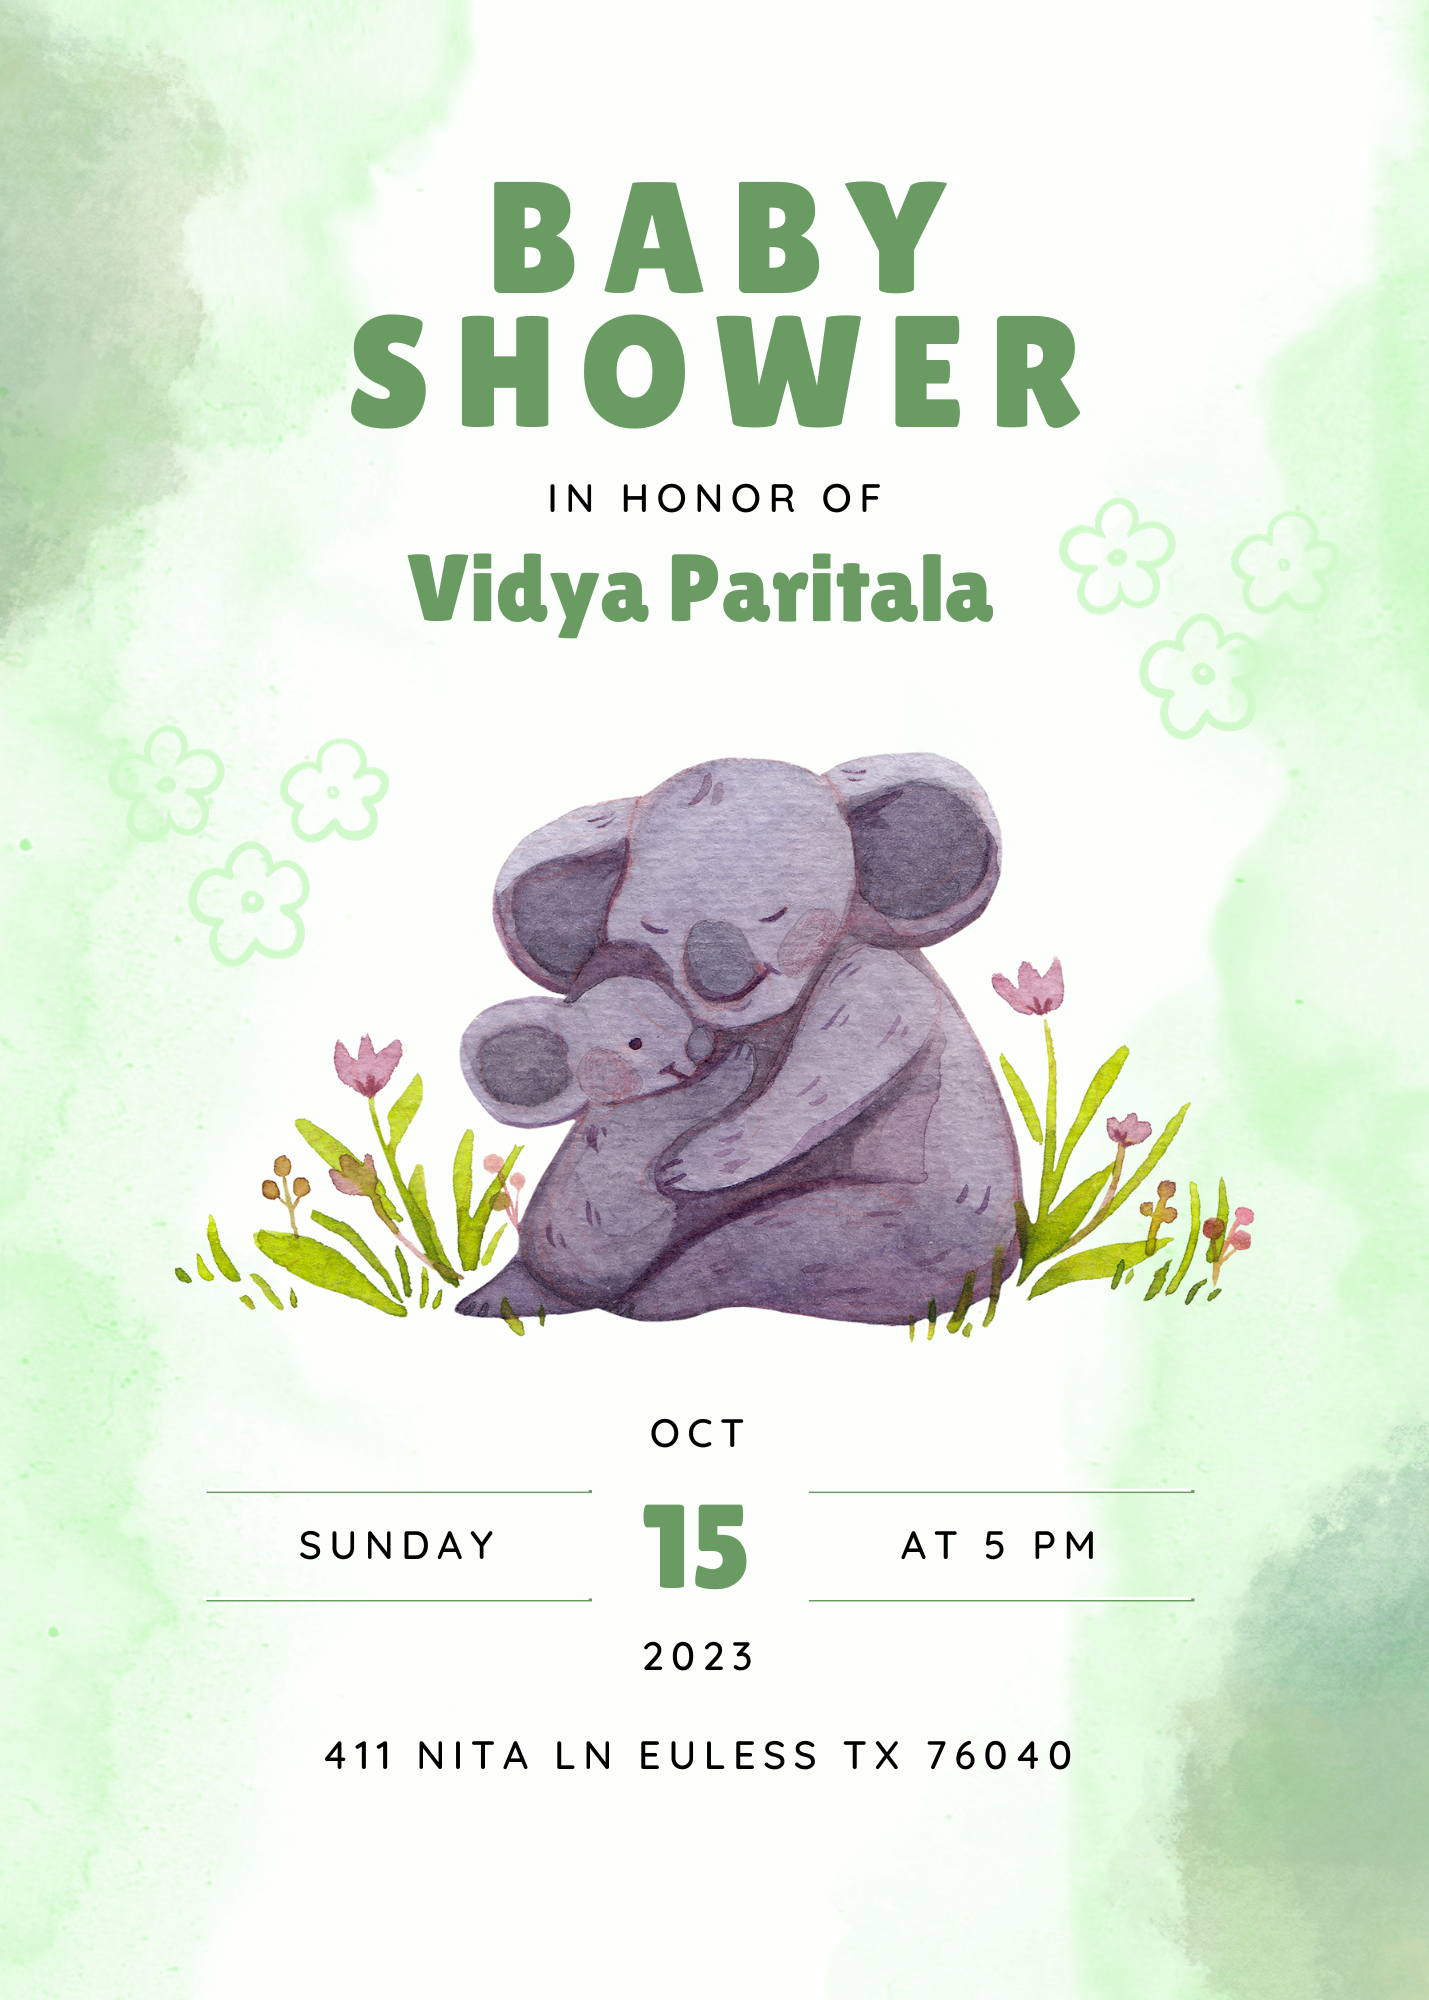 BABY
SHOWER
IN HONOR OF
Vidya Paritala
OCT
SUNDAY 15 AT 5 PM
2023
411 NITA LN EULESS TX 76040